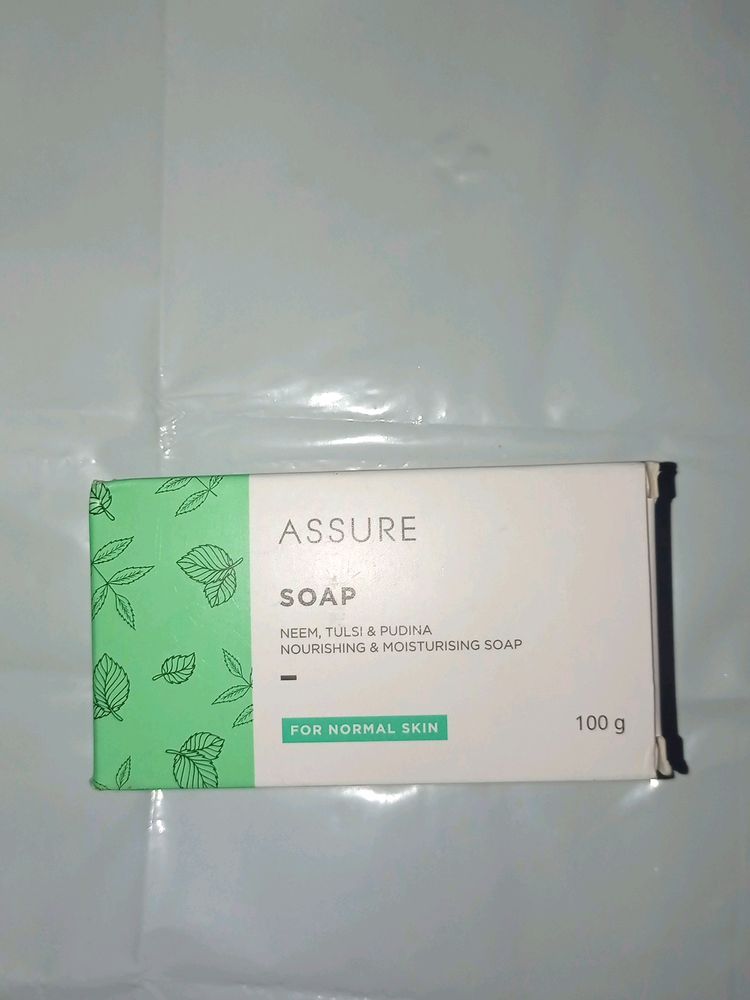 ASSURE
SOAP
NEEM, TULSI & PUDINA
NOURISHING & MOISTURISING SOAP
FOR NORMAL SKIN
100 g